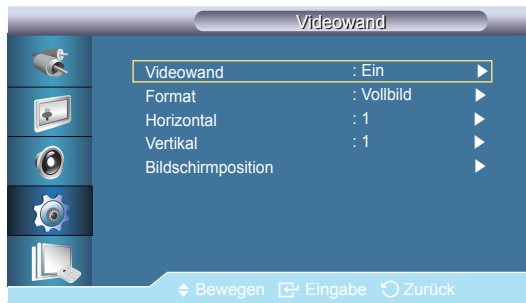 Videowand
Videowand : Ein
Format : Vollbild
Horizontal : 1
Vertikal : 1
Bildschirmposition
Bewegen Eingabe Zurück